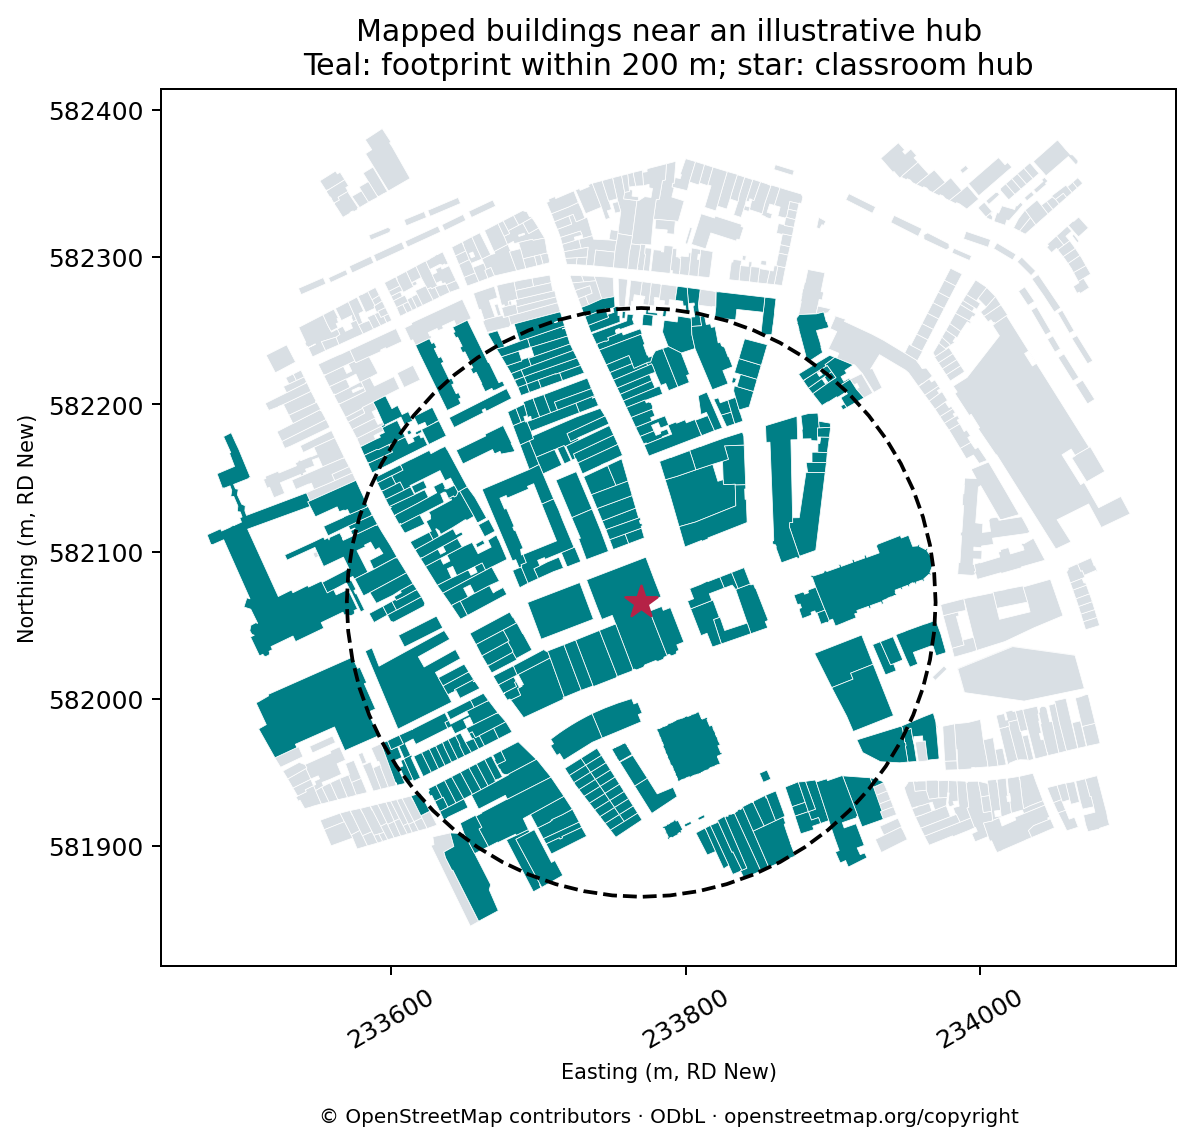 Mapped buildings near an illustrative hub
Teal: footprint within 200 m; star: classroom hub
582400
582300
582200
582100
582000
581900
Northing (m, RD New)
233600
233800
234000
Easting (m, RD New)
© OpenStreetMap contributors · ODbL · openstreetmap.org/copyright